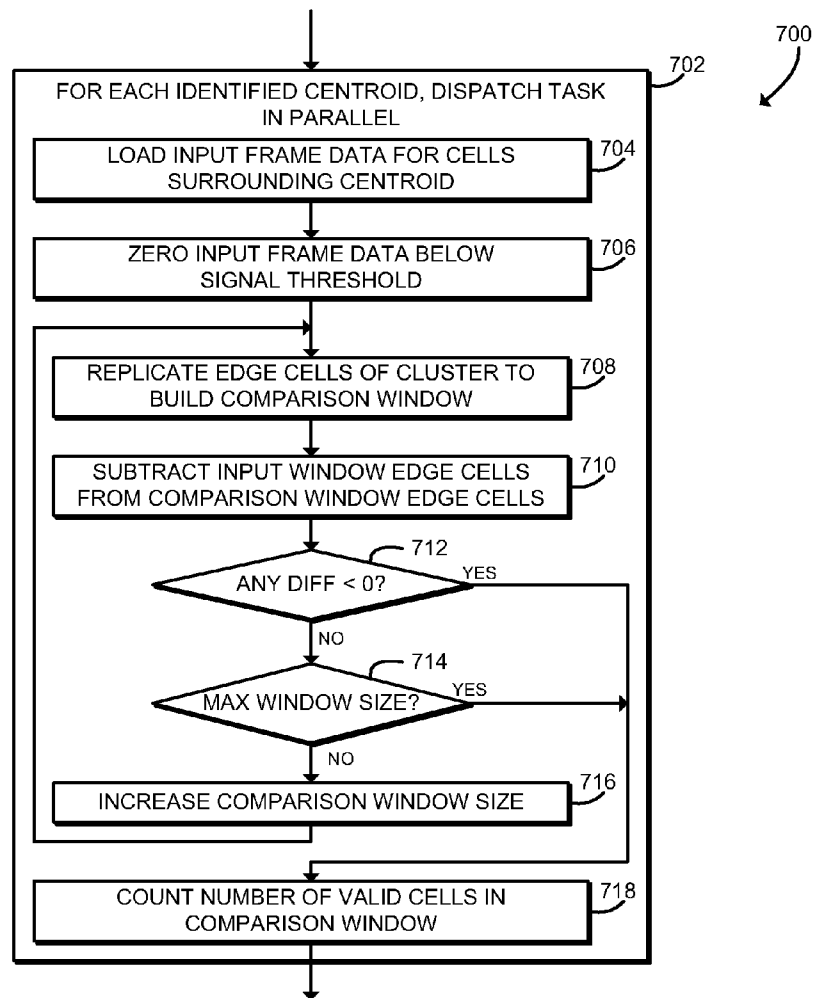 700
702
FOR EACH IDENTIFIED CENTROID, DISPATCH TASK
IN PARALLEL
LOAD INPUT FRAME DATA FOR CELLS
SURROUNDING CENTROID
704
ZERO INPUT FRAME DATA BELOW
SIGNAL THRESHOLD
706
REPLICATE EDGE CELLS OF CLUSTER TO
BUILD COMPARISON WINDOW
708
SUBTRACT INPUT WINDOW EDGE CELLS
FROM COMPARISON WINDOW EDGE CELLS
710
712
ANY DIFF < 0?
YES
NO
714
MAX WINDOW SIZE?
YES
NO
INCREASE COMPARISON WINDOW SIZE
716
COUNT NUMBER OF VALID CELLS IN
COMPARISON WINDOW
718